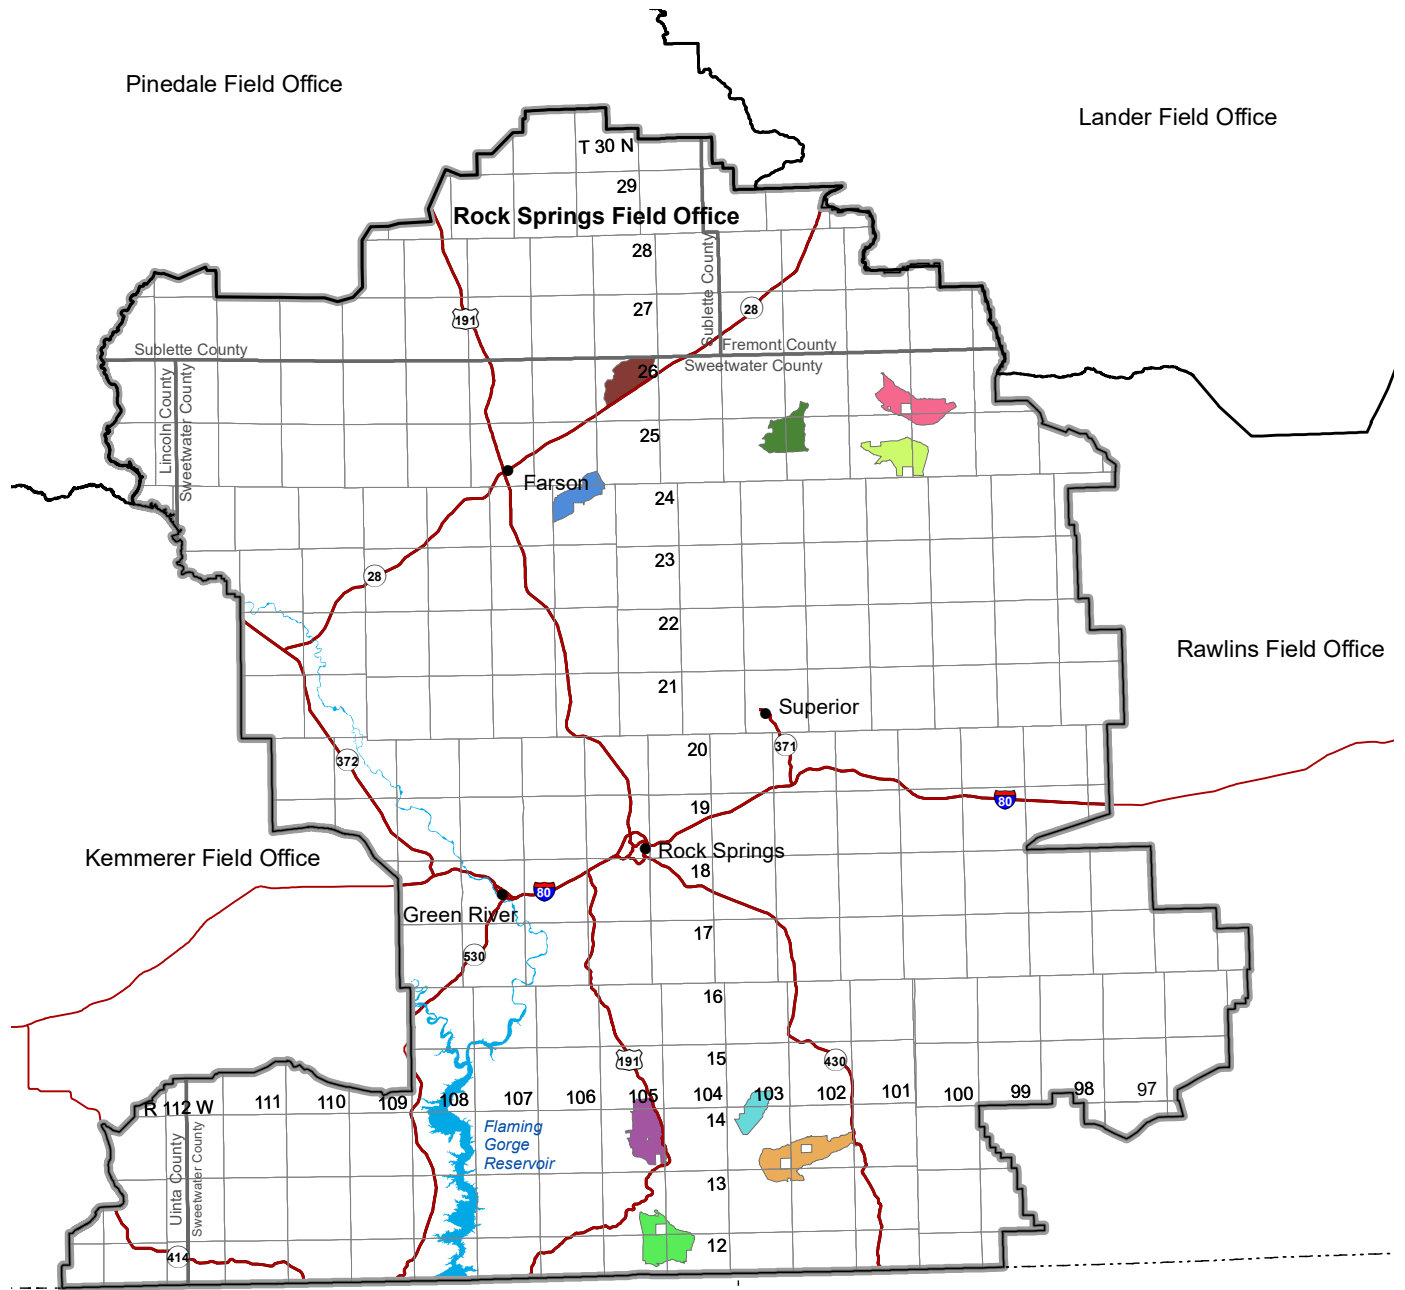 Pinedale Field Office
Lander Field Office
T 30 N
29
Rock Springs Field Office
28
Sublette County
27
28
191
Sublette County
Fremont County
Sweetwater County
26
Lincoln County
Sweetwater County
25
Farson
24
23
28
22
Rawlins Field Office
21
Superior
20
371
372
19
80
Rock Springs
Kemmerer Field Office
18
80
Green River
17
530
16
191
15
430
R 112 W
111
110
109
108
107
106
105
104
103
102
101
100
99
98
97
14
Flaming
Gorge
Reservoir
Uinta County
Sweetwater County
13
12
414